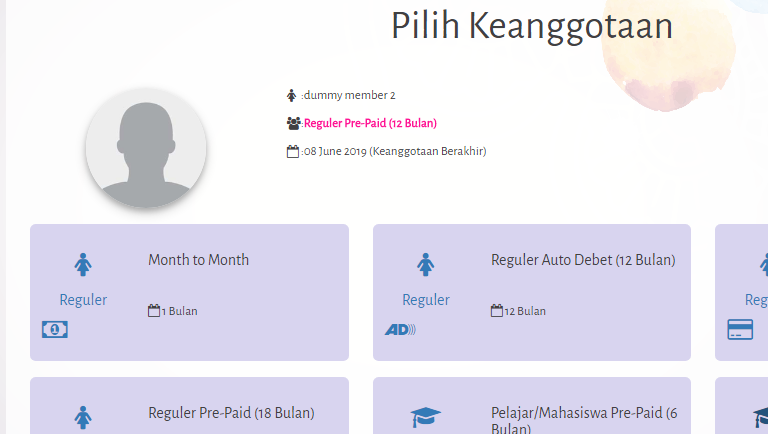 Pilih Keanggotaan
:dummy member 2
:Reguler Pre-Paid (12 Bulan)
:08 June 2019 (Keanggotaan Berakhir)
Month to Month
Reguler
1 Bulan
Reguler Auto Debet (12 Bulan)
Reguler
12 Bulan
AD
Reg
Reguler Pre-Paid (18 Bulan)
Pelajar/Mahasiswa Pre-Paid (6
Bulan)